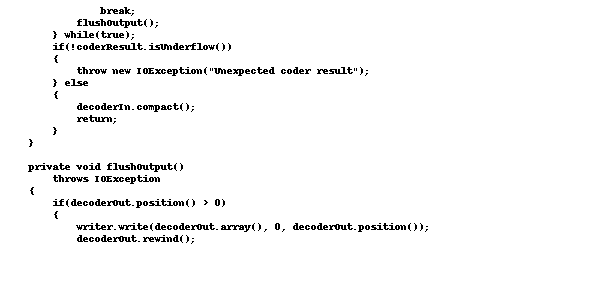 break;
flushOutput();
} while(true);
if(!coderResult.isUnderflow())
{
throw new IOException("Unexpected coder result");
} else
{
decoderIn.compact();
return;
}
}
private void flushOutput()
throws IOException
{
if(decoderOut.position() > 0)
{
writer.write(decoderOut.array(), 0, decoderOut.position());
decoderOut.rewind();